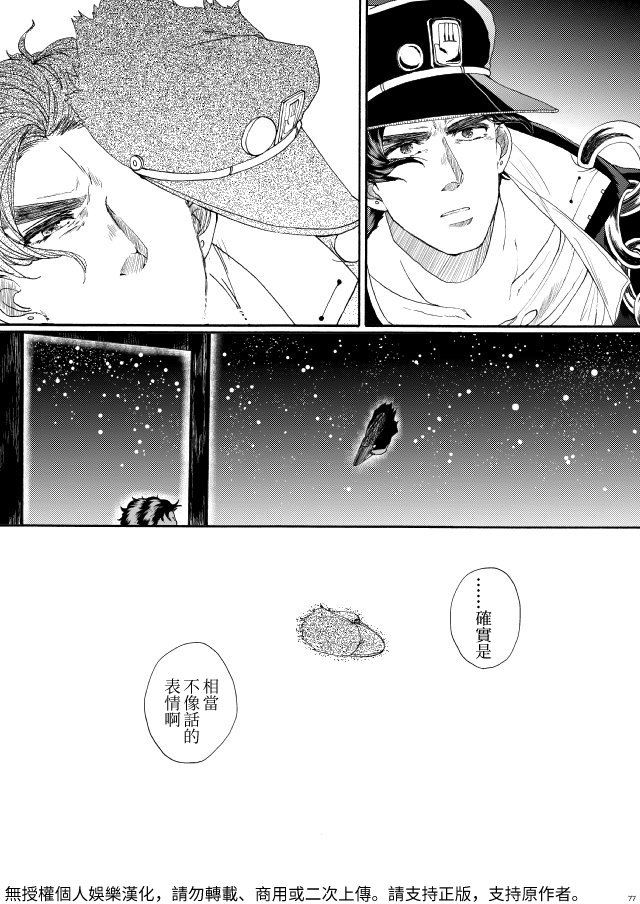 ……確實是
相當
不像話的
表情啊
無授權個人娛樂漢化，請勿轉載、商用或二次上傳。請支持正版，支持原作者。
77